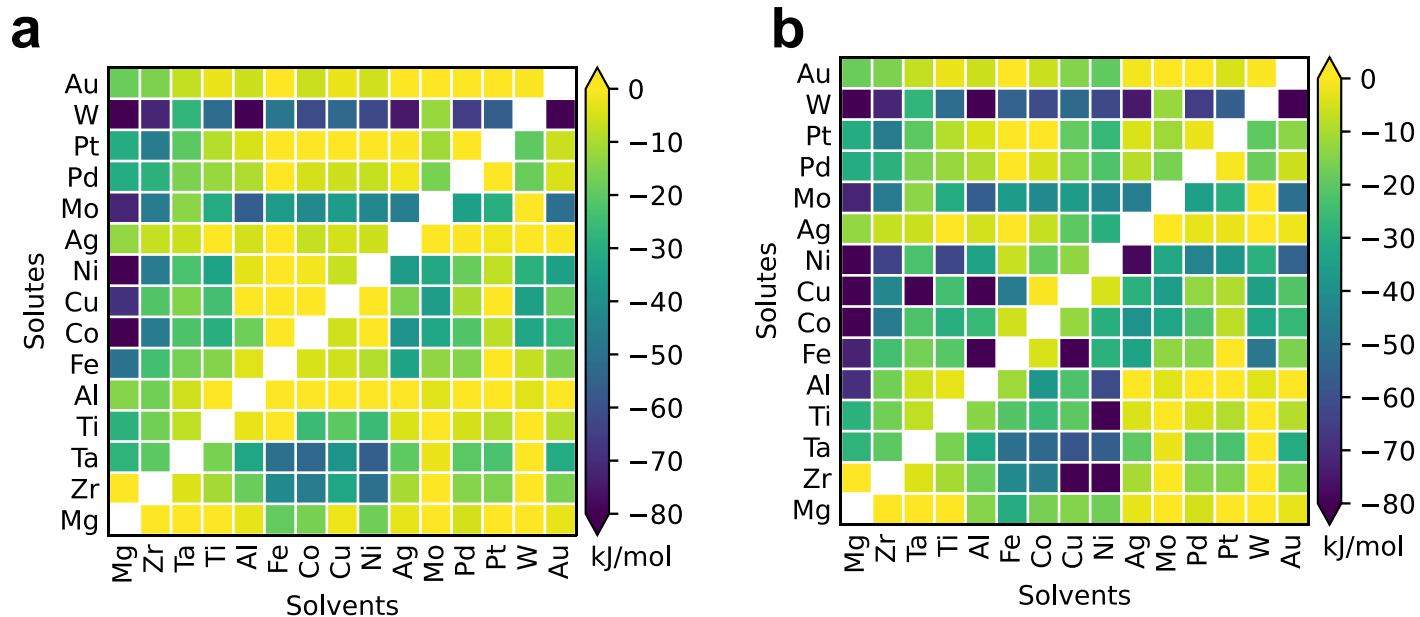 a
Solutes
Au
W
Pt
Pd
Mo
Ag
Ni
Cu
Co
Fe
Al
Ti
Ta
Zr
Mg
Mg Zr Ta Ti Al Fe Co Cu Ni Ag Mo Pd Pt W Au
Solvents
0
−10
−20
−30
−40
−50
−60
−70
−80
kJ/mol
b
Solutes
Au
W
Pt
Pd
Mo
Ag
Ni
Cu
Co
Fe
Al
Ti
Ta
Zr
Mg
Mg Zr Ta Ti Al Fe Co Cu Ni Ag Mo Pd Pt W Au
Solvents
0
−10
−20
−30
−40
−50
−60
−70
−80
kJ/mol